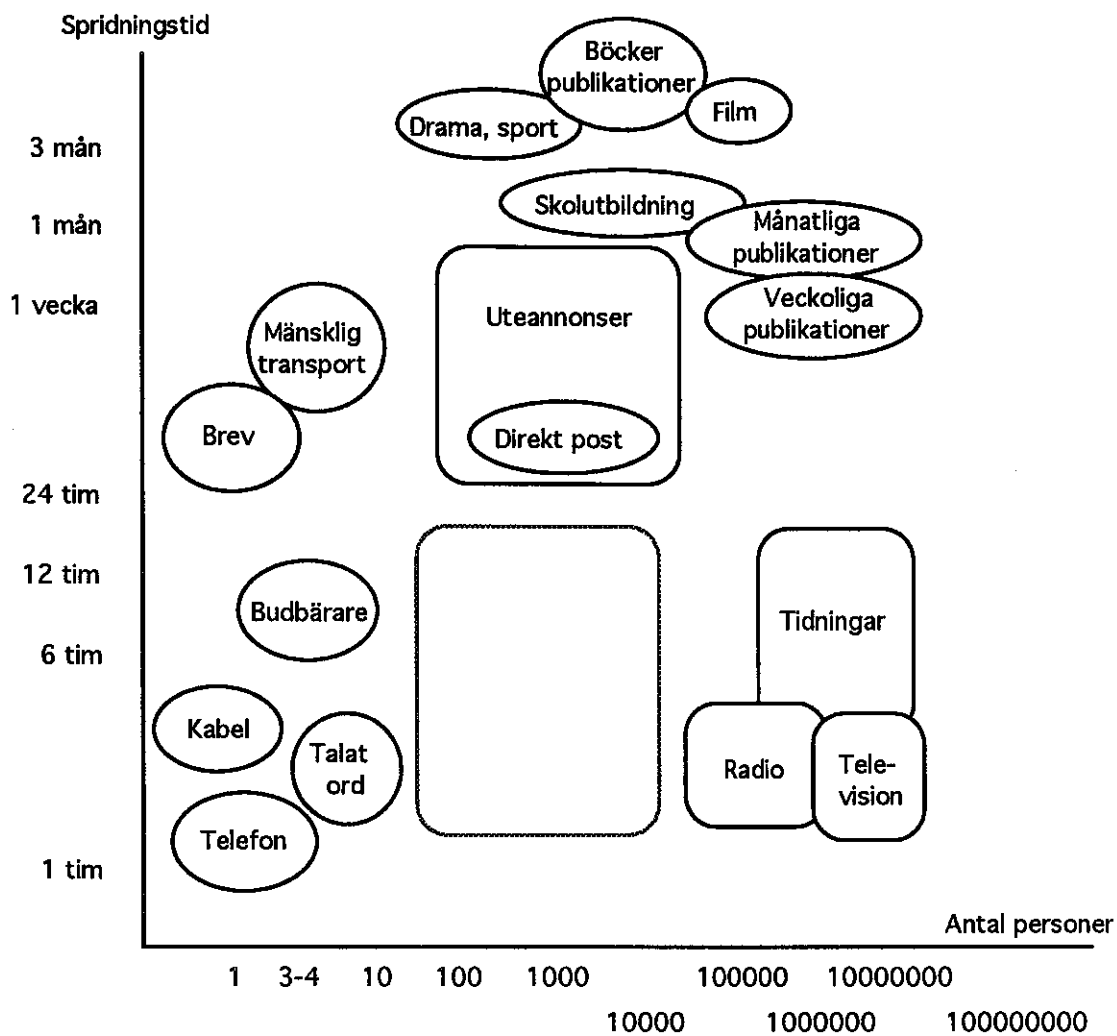 Spridningstid
Böcker
publikationer
Film
Drama, sport
3 mån
Skolutbildning
1 mån
Månatliga
publikationer
1 vecka
Veckoliga
publikationer
Uteannonser
Mänsklig
transport
Brev
Direkt post
24 tim
12 tim
Budbärare
Tidningar
6 tim
Kabel
Talat
ord
Radio
Tele-
vision
Telefon
1 tim
Antal personer
1 3-4 10 100 1000 100000 10000000
10000 1000000 100000000